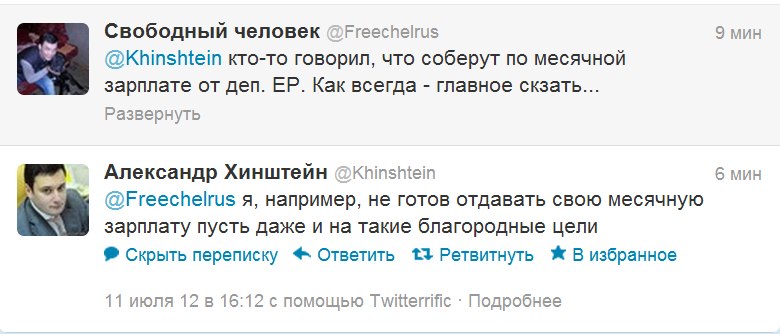 Свободный человек @Freechelrus 9 мин
@Khinshtein кто-то говорил, что соберут по месячной
зарплате от деп. ЕР. Как всегда - главное скзать...
Развернуть
Александр Хинштейн @Khinshtein 6 мин
@Freechelrus я, например, не готов отдавать свою месячную
зарплату пусть даже и на такие благородные цели
Скрыть переписку Ответить Ретвитнуть В избранное
11 июля 12 в 16:12 с помощью Twitterrific · Подробнее